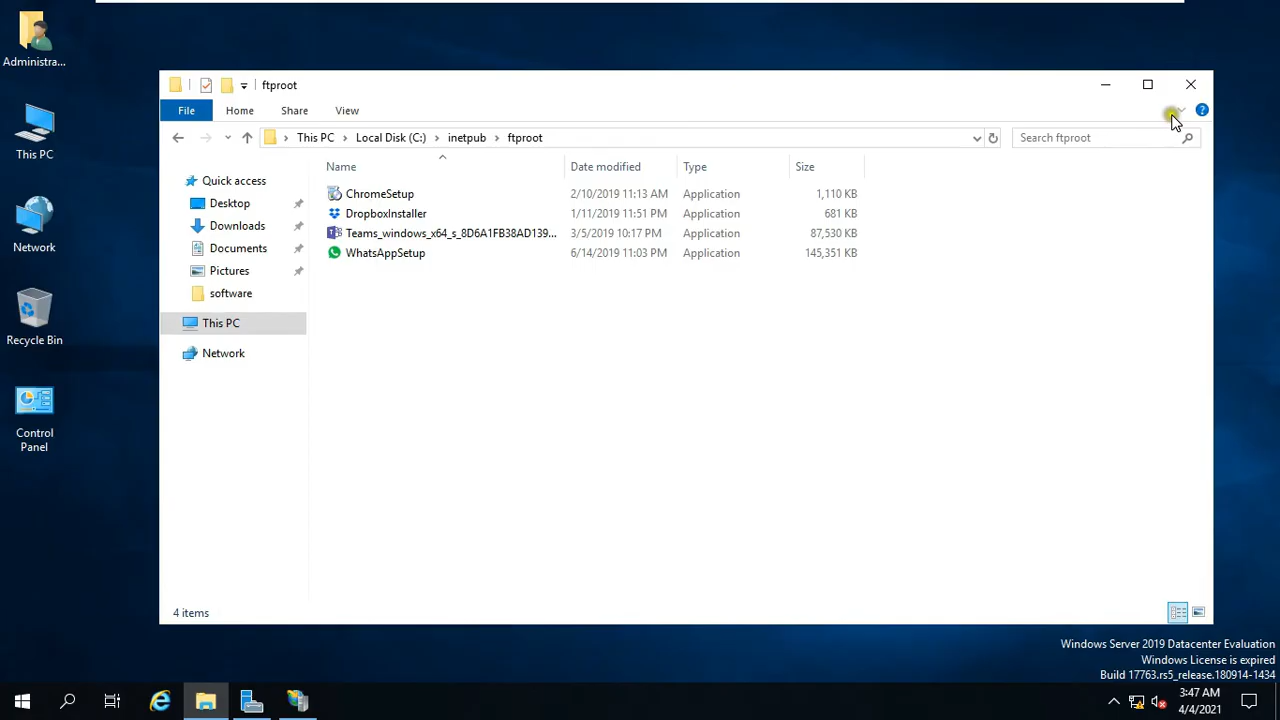 Administra...
This PC
Network
Recycle Bin
Control
Panel
ftproot
File
Home
Share
View
This PC
Local Disk (C:)
inetpub
ftproot
Search ftproot
Name
Date modified
Type
Size
Quick access
Desktop
Downloads
Documents
Pictures
software
This PC
Network
ChromeSetup 2/10/2019 11:13 AM Application 1,110 KB
DropboxInstaller 1/11/2019 11:51 PM Application 681 KB
Teams_windows_x64_s_8D6A1FB38AD139... 3/5/2019 10:17 PM Application 87,530 KB
WhatsAppSetup 6/14/2019 11:03 PM Application 145,351 KB
4 items
Windows Server 2019 Datacenter Evaluation
Windows License is expired
Build 17763.rs5_release.180914-1434
3:47 AM
4/4/2021